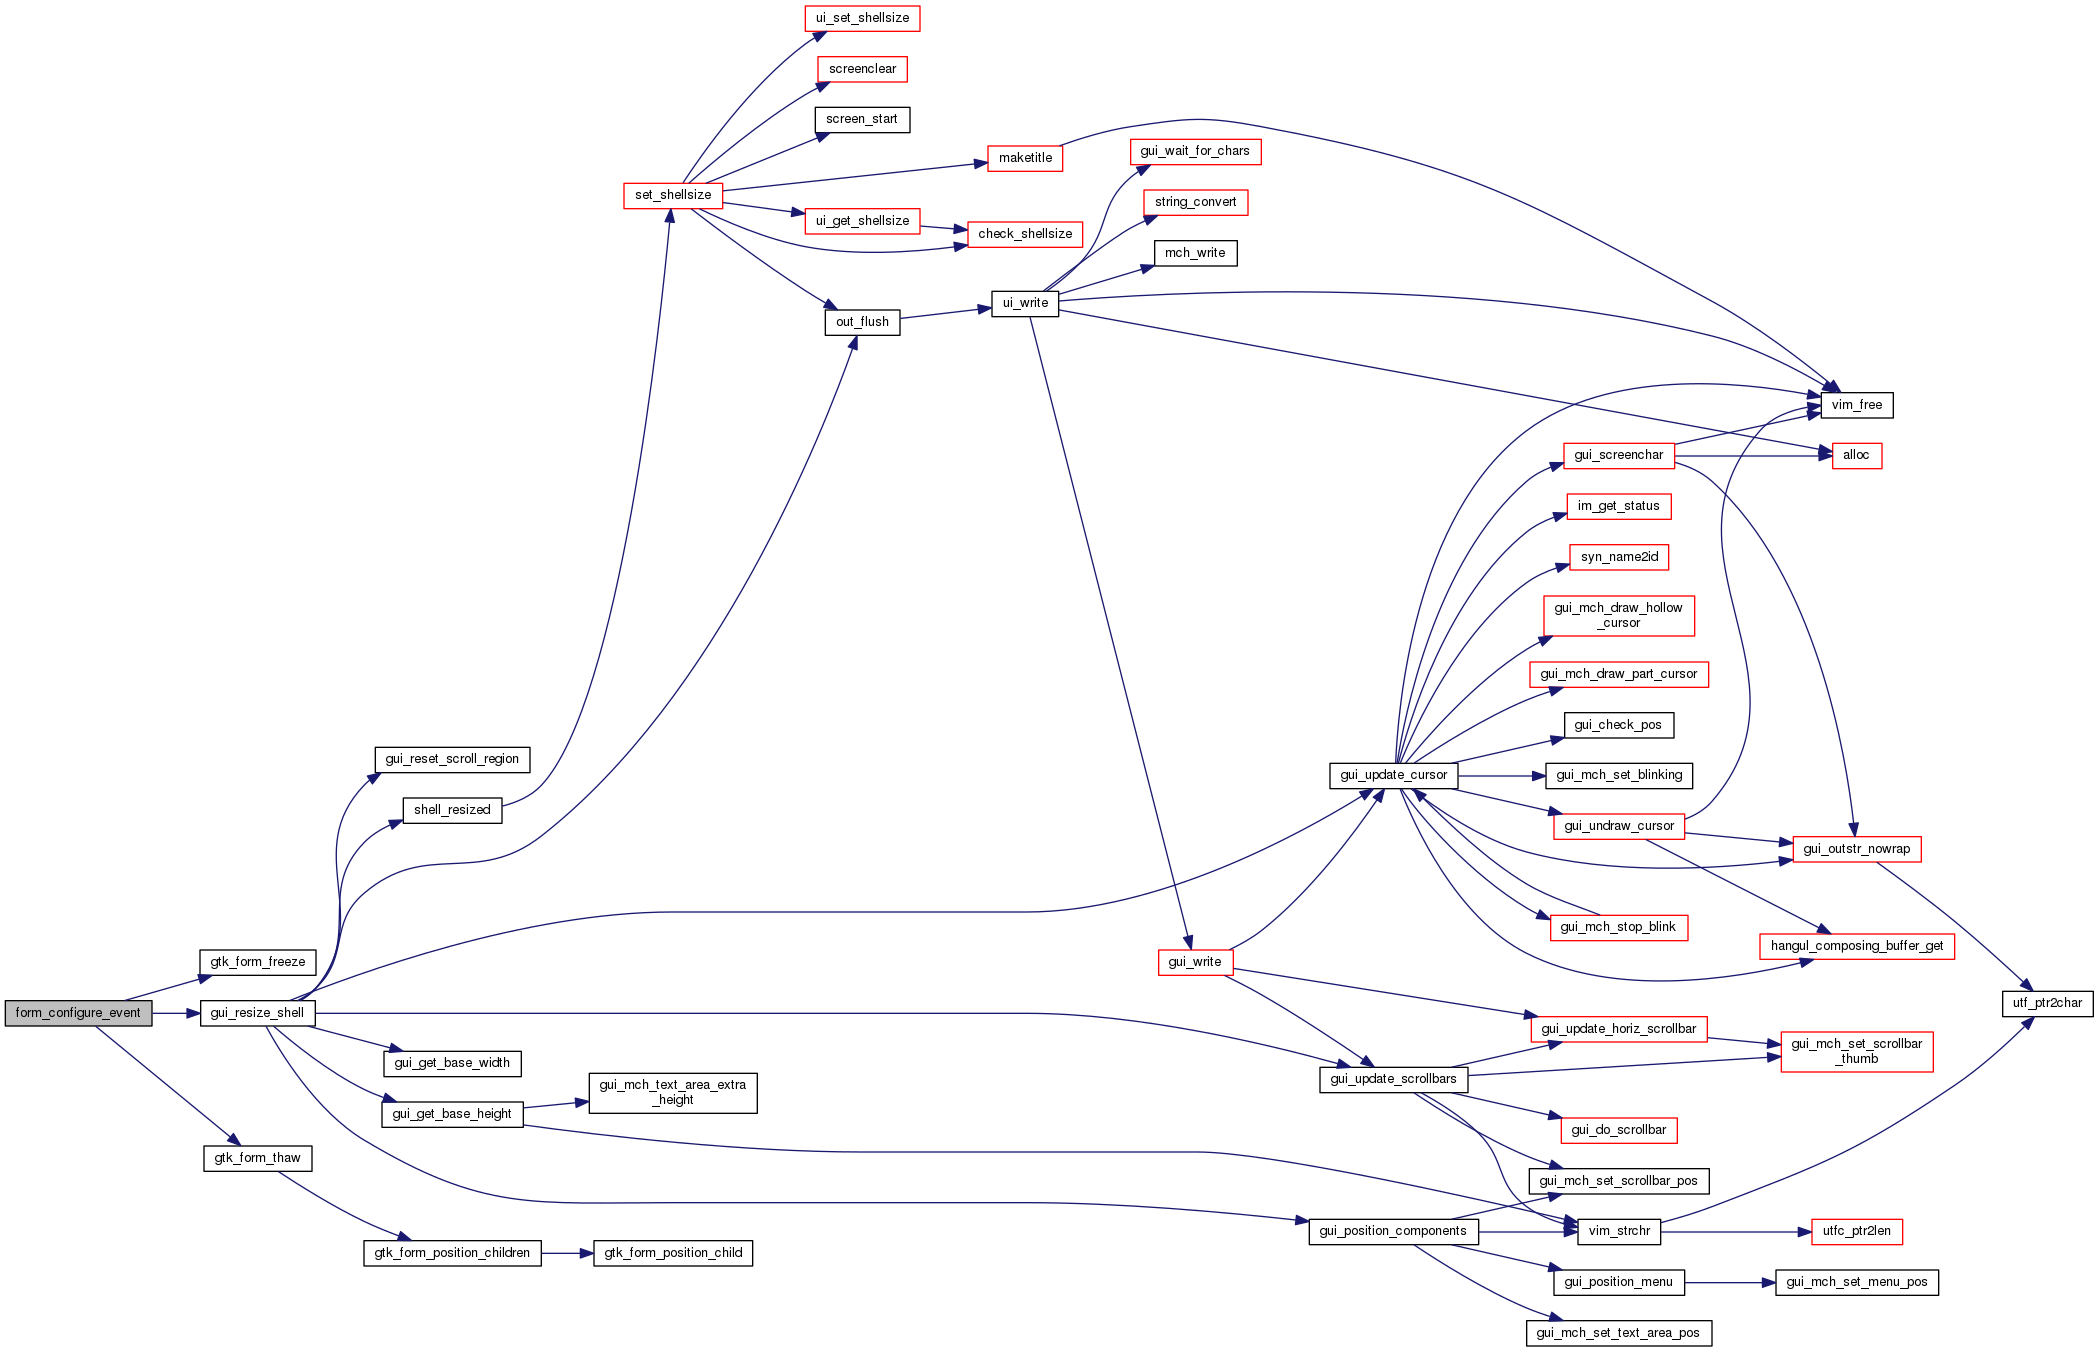 ui_set_shellsize
screenclear
screen_start
gui_wait_for_chars
maketitle
set_shellsize
string_convert
ui_get_shellsize
check_shellsize
mch_write
ui_write
out_flush
vim_free
gui_screenchar
alloc
im_get_status
syn_name2id
gui_mch_draw_hollow
_cursor
gui_mch_draw_part_cursor
gui_check_pos
gui_reset_scroll_region
gui_update_cursor
gui_mch_set_blinking
shell_resized
gui_undraw_cursor
gui_outstr_nowrap
gui_mch_stop_blink
hangul_composing_buffer_get
gtk_form_freeze
gui_write
utf_ptr2char
form_configure_event
gui_resize_shell
gui_update_horiz_scrollbar
gui_mch_set_scrollbar
_thumb
gui_get_base_width
gui_update_scrollbars
gui_mch_text_area_extra
_height
gui_get_base_height
gui_do_scrollbar
gtk_form_thaw
gui_mch_set_scrollbar_pos
gui_position_components
vim_strchr
utfc_ptr2len
gtk_form_position_children
gtk_form_position_child
gui_position_menu
gui_mch_set_menu_pos
gui_mch_set_text_area_pos